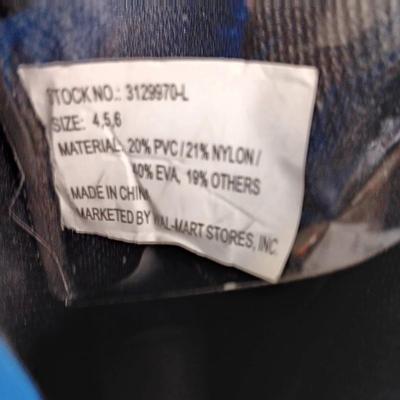 STOCK NO.: 3129970-L
SIZE: 4,5,6
MATERIAL: 20% PVC / 21% NYLON /
40% EVA, 19% OTHERS
MADE IN CHINA
MARKETED BY WAL-MART STORES, INC.